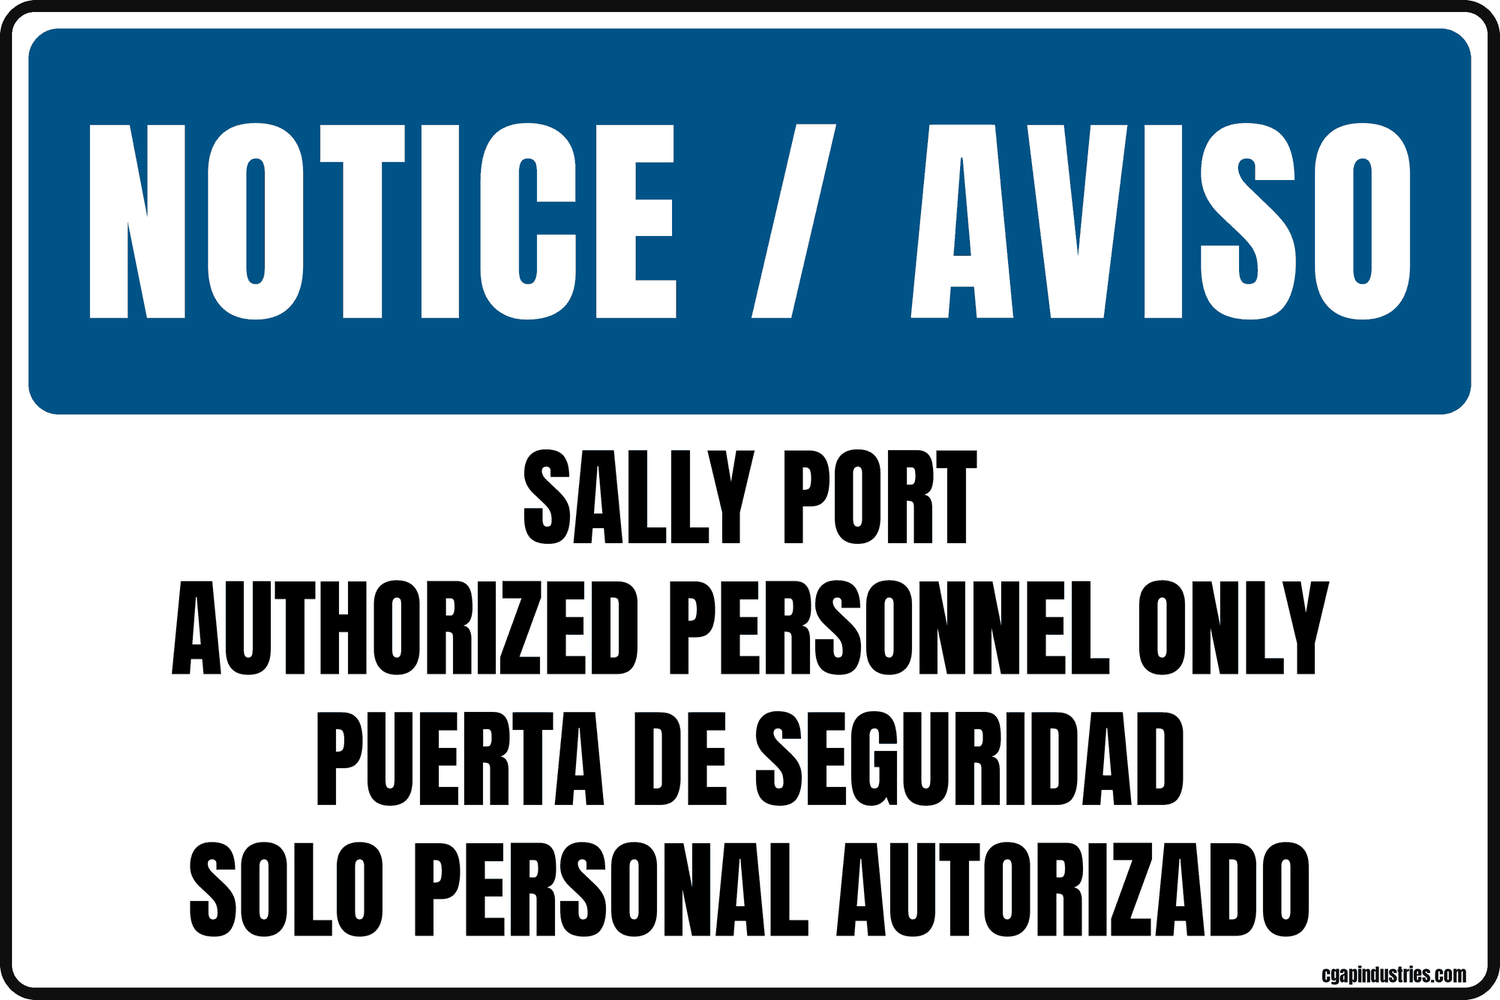 NOTICE / AVISO
SALLY PORT
AUTHORIZED PERSONNEL ONLY
PUERTA DE SEGURIDAD
SOLO PERSONAL AUTORIZADO
cgapindustries.com